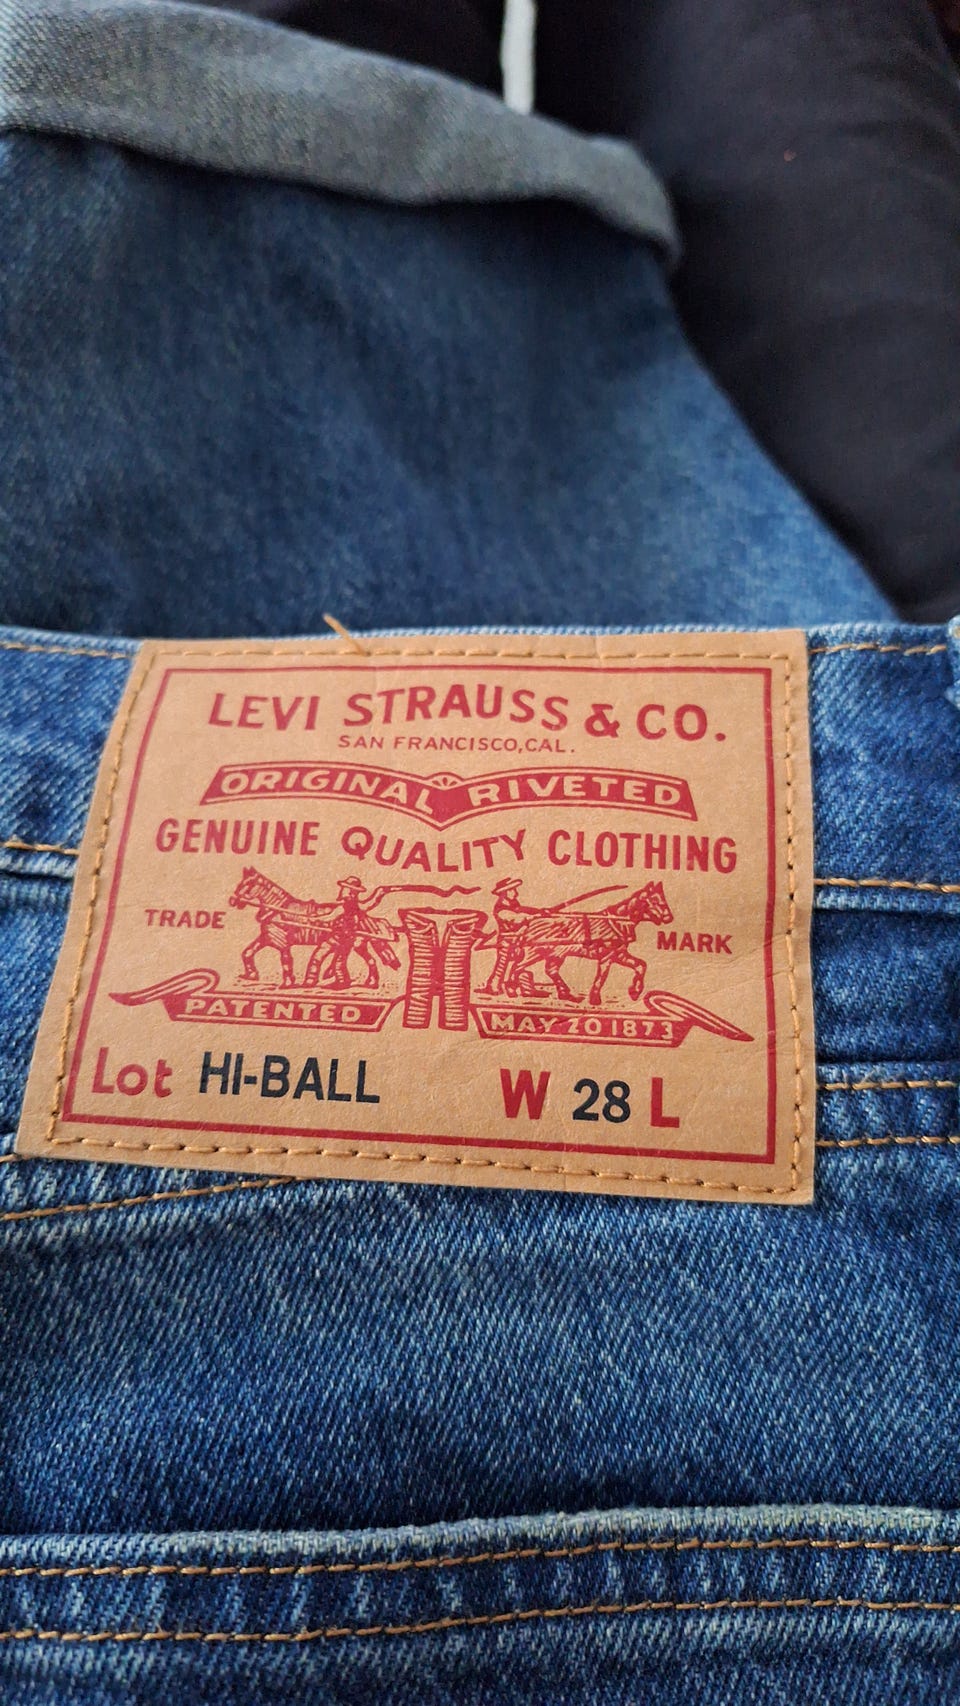 LEVI STRAUSS & CO.
SAN FRANCISCO, CAL.
ORIGINAL RIVETED
GENUINE QUALITY CLOTHING
TRADE MARK
PATENTED MAY 20 1873
Lot HI-BALL W 28 L